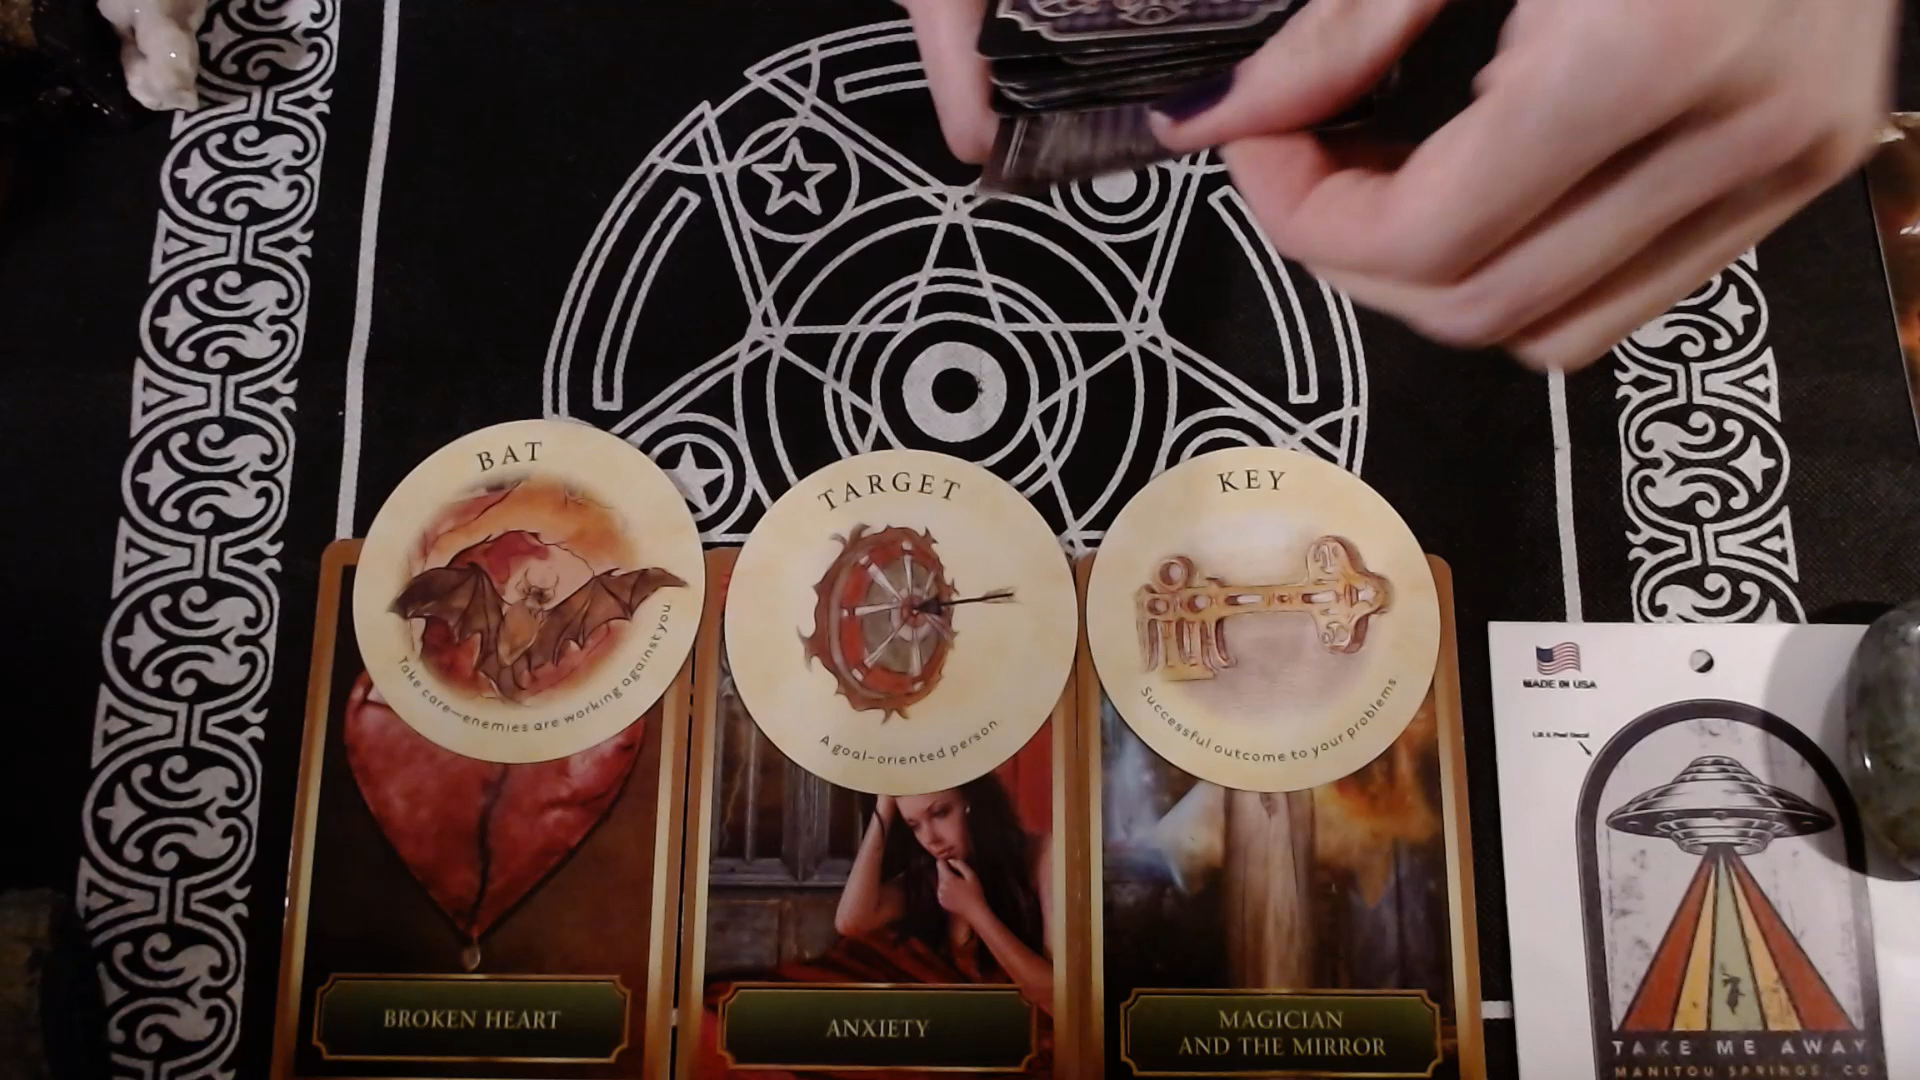 BAT
Take care—enemies are working against you
TARGET
A goal-oriented person
KEY
Successful outcome to your problems
BROKEN HEART
ANXIETY
MAGICIAN
AND THE MIRROR
MADE IN USA
TAKE ME AWAY
MANITOU SPRINGS, CO